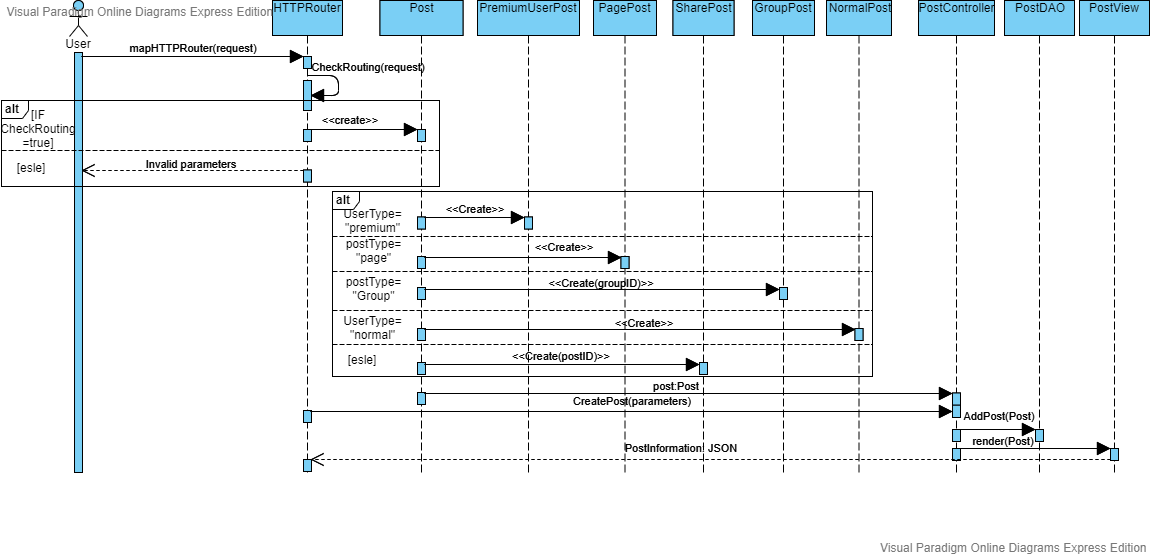 Visual Paradigm Online Diagrams Express Edition
HTTPRouter
Post
PremiumUserPost
PagePost
SharePost
GroupPost
NormalPost
PostController
PostDAO
PostView
User
mapHTTPRouter(request)
CheckRouting(request)
alt
[IF
CheckRouting
=true]
<<create>>
[esle]
Invalid parameters
alt
UserType=
"premium"
<<Create>>
postType=
"page"
<<Create>>
postType=
"Group"
<<Create(groupID)>>
UserType=
"normal"
<<Create>>
[esle]
<<Create(postID)>>
post:Post
CreatePost(parameters)
AddPost(Post)
render(Post)
PostInformation: JSON
Visual Paradigm Online Diagrams Express Edition